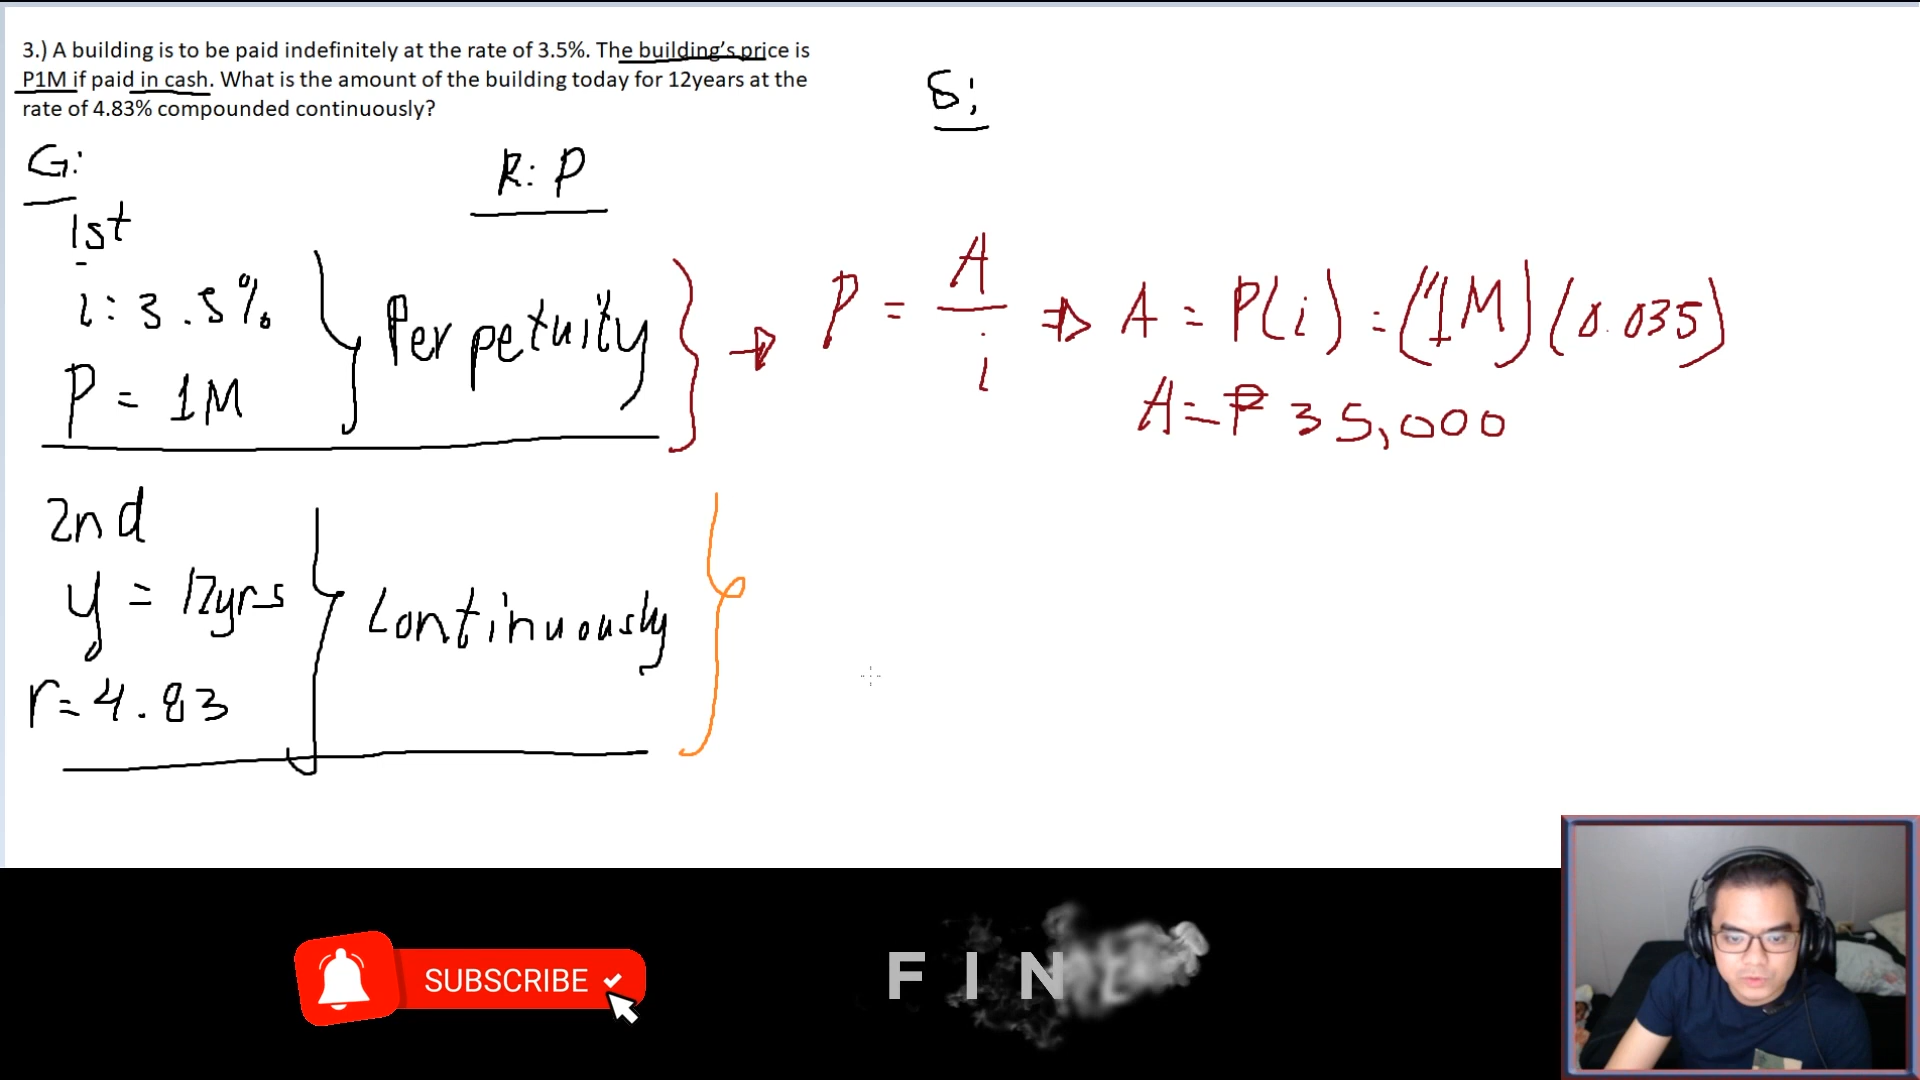 3.) A building is to be paid indefinitely at the rate of 3.5%. The building's price is
P1M if paid in cash. What is the amount of the building today for 12years at the
rate of 4.83% compounded continuously?
S:
G:
R: P
1st
i: 3.5%
P = 1M
Perpetuity
P = A/i ⇒ A = P(i) = (1M)(0.035)
A = ₱35,000
2nd
y = 12yrs
r = 4.83
Continuously
SUBSCRIBE
F I N